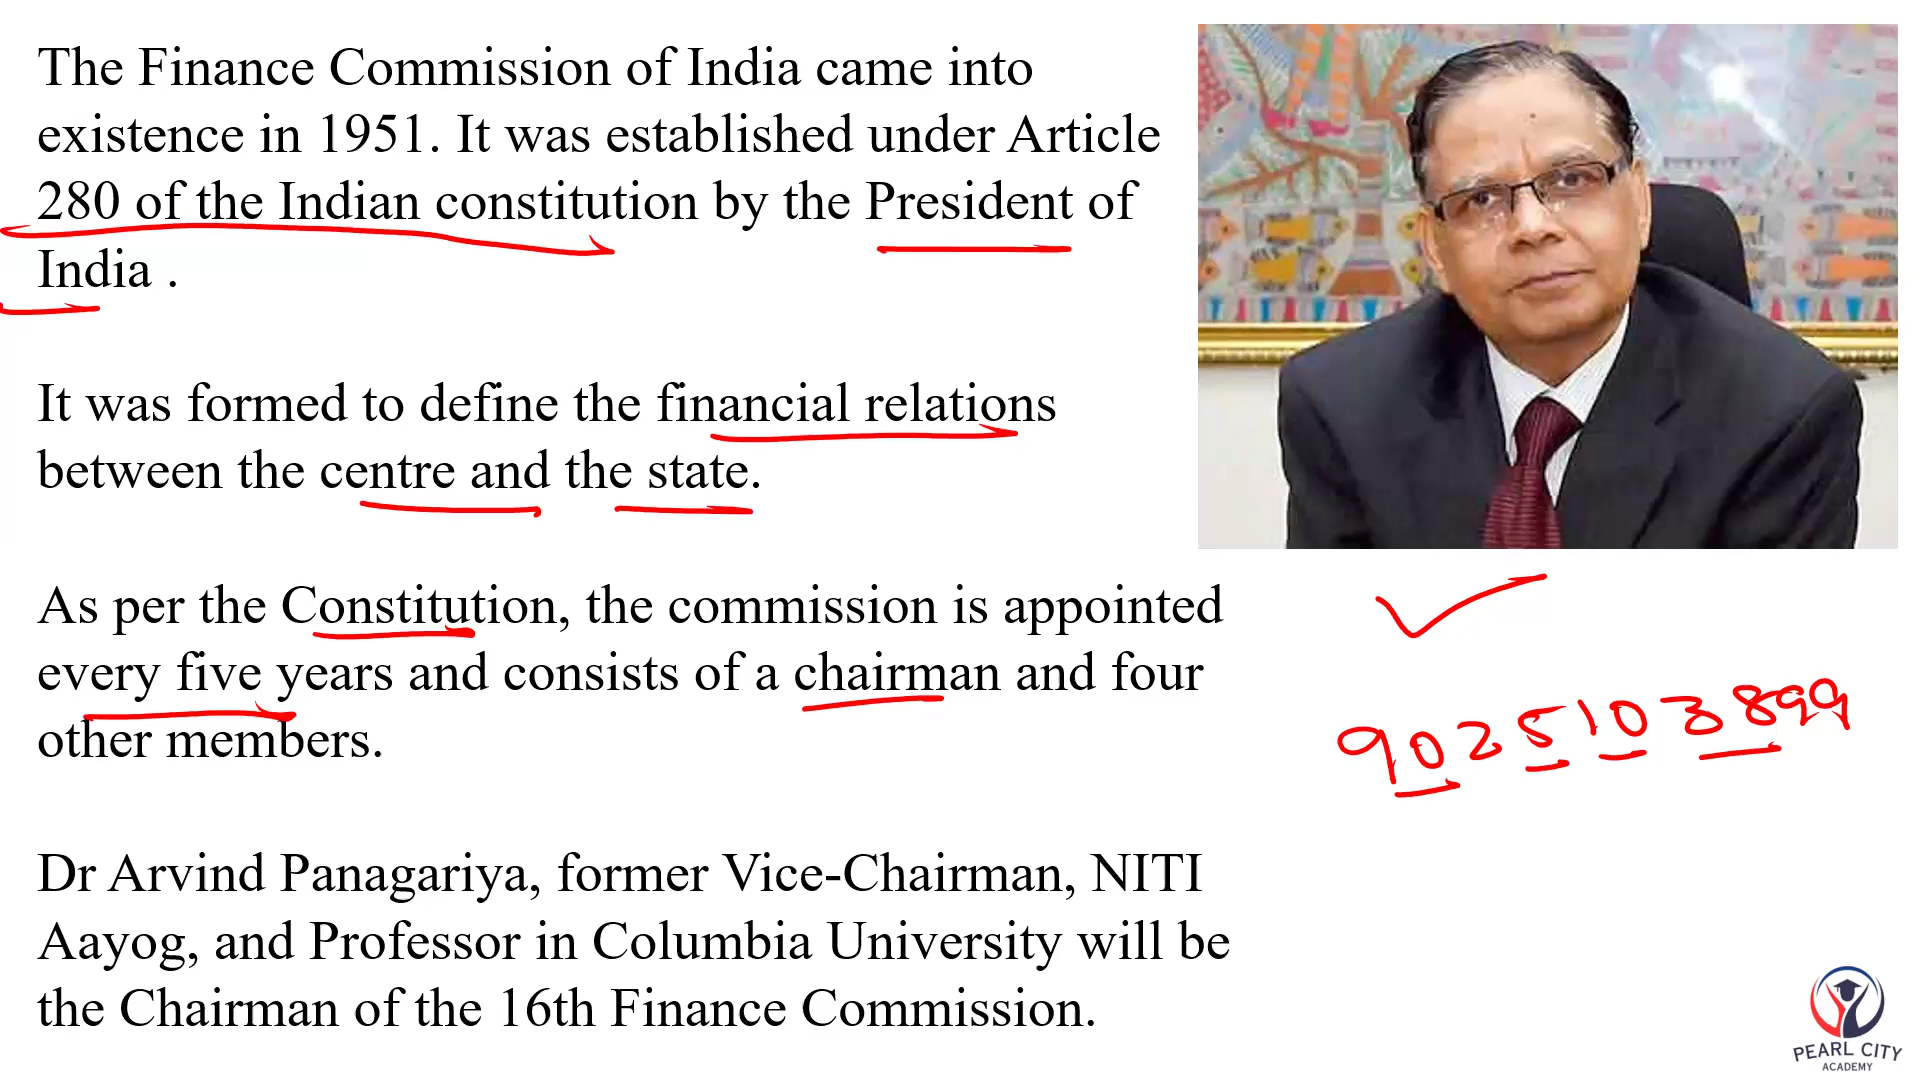 The Finance Commission of India came into
existence in 1951. It was established under Article
280 of the Indian constitution by the President of
India .
It was formed to define the financial relations
between the centre and the state.
As per the Constitution, the commission is appointed
every five years and consists of a chairman and four
other members.
Dr Arvind Panagariya, former Vice-Chairman, NITI
Aayog, and Professor in Columbia University will be
the Chairman of the 16th Finance Commission.
9025103899
PEARL CITY
ACADEMY